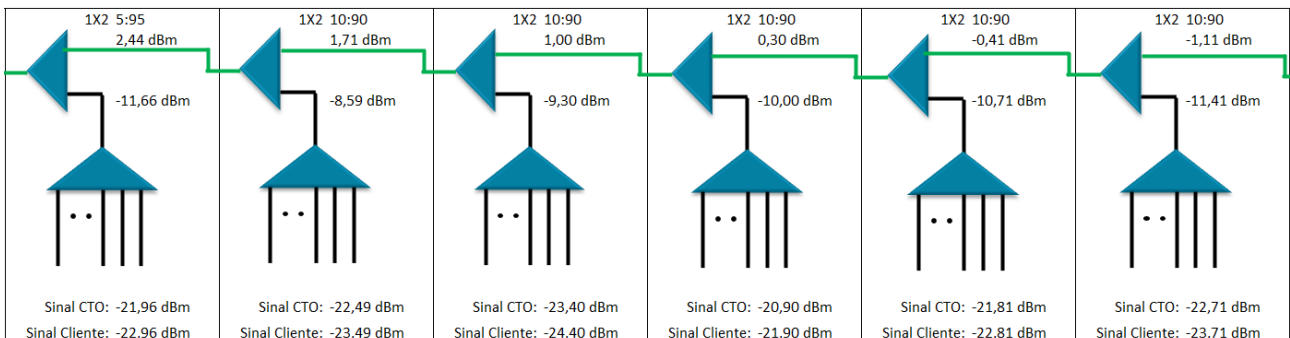 1X2 5:95
2,44 dBm
-11,66 dBm
Sinal CTO: -21,96 dBm
Sinal Cliente: -22,96 dBm
1X2 10:90
1,71 dBm
-8,59 dBm
Sinal CTO: -22,49 dBm
Sinal Cliente: -23,49 dBm
1X2 10:90
1,00 dBm
-9,30 dBm
Sinal CTO: -23,40 dBm
Sinal Cliente: -24,40 dBm
1X2 10:90
0,30 dBm
-10,00 dBm
Sinal CTO: -20,90 dBm
Sinal Cliente: -21,90 dBm
1X2 10:90
-0,41 dBm
-10,71 dBm
Sinal CTO: -21,81 dBm
Sinal Cliente: -22,81 dBm
1X2 10:90
-1,11 dBm
-11,41 dBm
Sinal CTO: -22,71 dBm
Sinal Cliente: -23,71 dBm